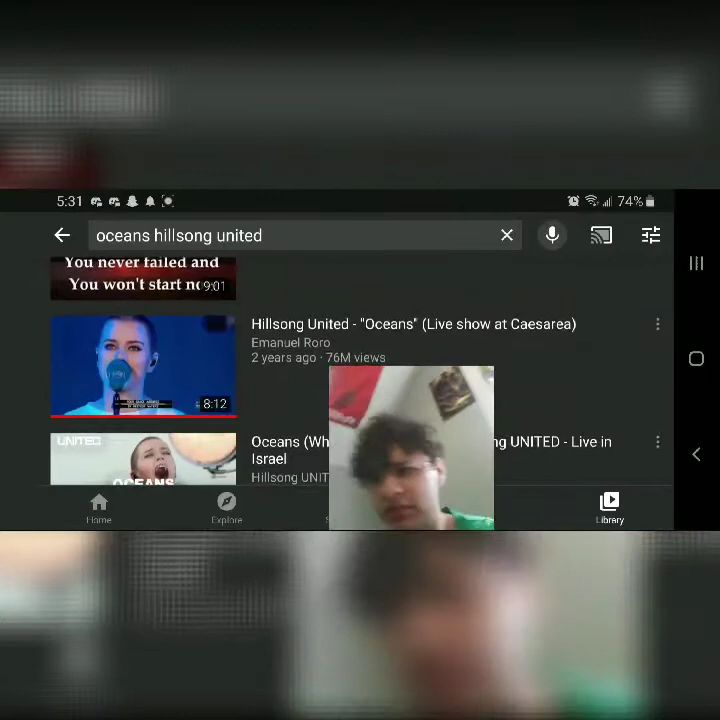 5:31
74%
oceans hillsong united
You never failed and
You won't start
9:01
Hillsong United - "Oceans" (Live show at Caesarea)
Emanuel Roro
2 years ago · 76M views
8:12
UNITED
OCEANS
Oceans (Wh
ng UNITED - Live in
Israel
Hillsong UNIT
Home
Explore
Library